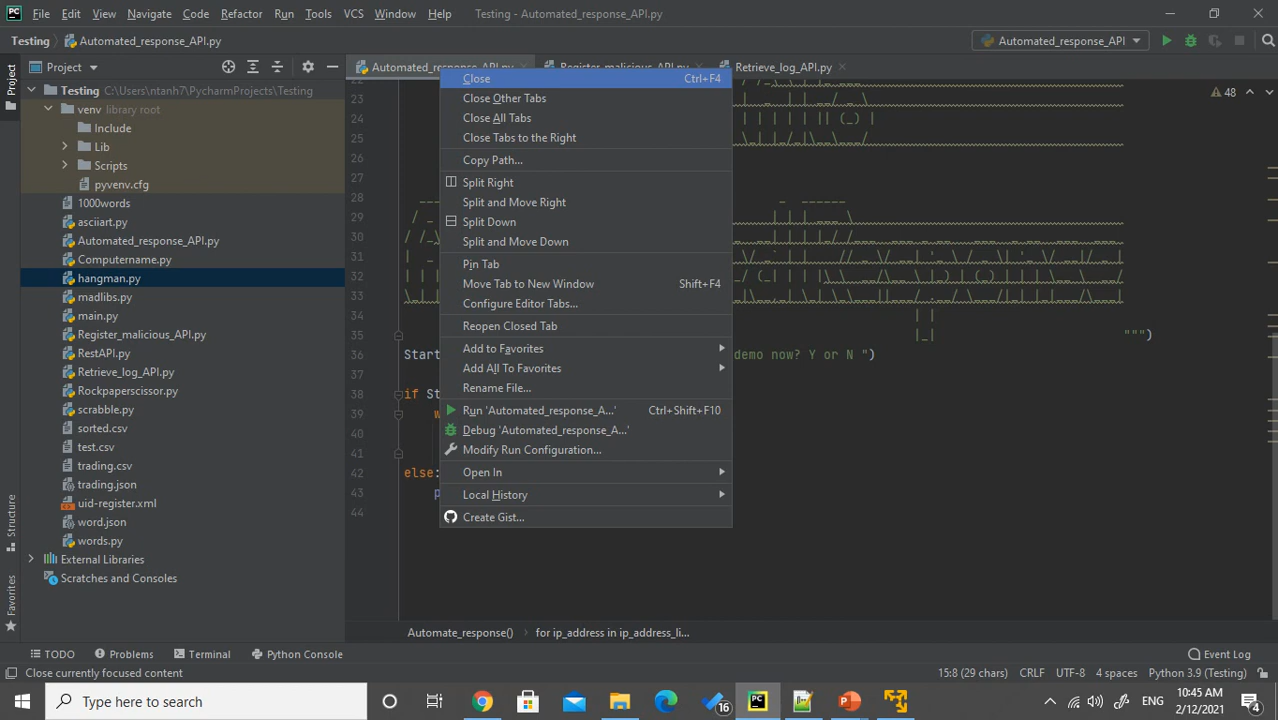 File Edit View Navigate Code Refactor Run Tools VCS Window Help Testing - Automated_response_API.py
Testing Automated_response_API.py Automated_response_API
Project Automated_response_API.py Register_malicious_API.py Retrieve_log_API.py
Project
Testing C:\Users\ntanh7\PycharmProjects\Testing
venv library root
Include
Lib
Scripts
pyvenv.cfg
1000words
asciiart.py
Automated_response_API.py
Computername.py
hangman.py
madlibs.py
main.py
Register_malicious_API.py
RestAPI.py
Retrieve_log_API.py
Rockpaperscissor.py
scrabble.py
sorted.csv
test.csv
trading.csv
trading.json
uid-register.xml
word.json
words.py
External Libraries
Scratches and Consoles
Structure
Favorites
48
22
23
24
25
26
27
28
29
30
31
32
33
34
35 """)
36 Start demo now? Y or N ")
37
38 if St
39 w
40
41
42 else:
43 p
44
Close Ctrl+F4
Close Other Tabs
Close All Tabs
Close Tabs to the Right
Copy Path...
Split Right
Split and Move Right
Split Down
Split and Move Down
Pin Tab
Move Tab to New Window Shift+F4
Configure Editor Tabs...
Reopen Closed Tab
Add to Favorites
Add All To Favorites
Rename File...
Run 'Automated_response_A...' Ctrl+Shift+F10
Debug 'Automated_response_A...'
Modify Run Configuration...
Open In
Local History
Create Gist...
Automate_response() for ip_address in ip_address_li...
TODO Problems Terminal Python Console Event Log
Close currently focused content 15:8 (29 chars) CRLF UTF-8 4 spaces Python 3.9 (Testing)
Type here to search
16
ENG
10:45 AM
2/12/2021
4